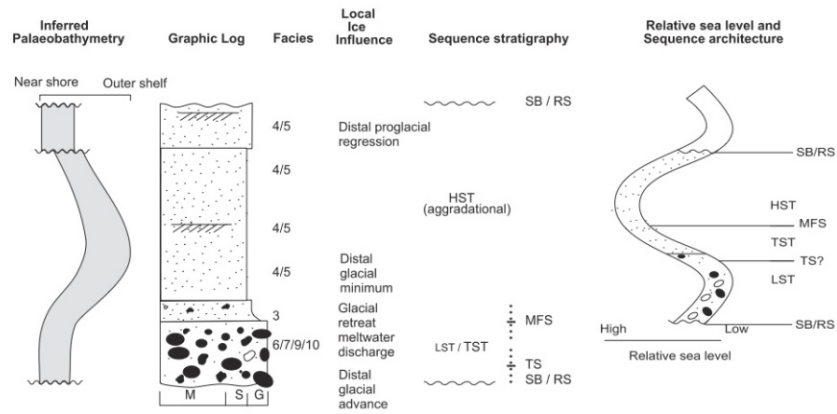 Inferred
Palaeobathymetry
Graphic Log
Facies
Local
Ice
Influence
Sequence stratigraphy
Relative sea level and
Sequence architecture
Near shore
Outer shelf
4/5
4/5
4/5
4/5
3
6/7/9/10
M
S
G
Distal proglacial
regression
Distal
glacial
minimum
Glacial
retreat
meltwater
discharge
Distal
glacial
advance
SB / RS
HST
(aggradational)
MFS
LST / TST
TS
SB / RS
SB/RS
HST
MFS
TST
TS?
LST
SB/RS
High
Low
Relative sea level